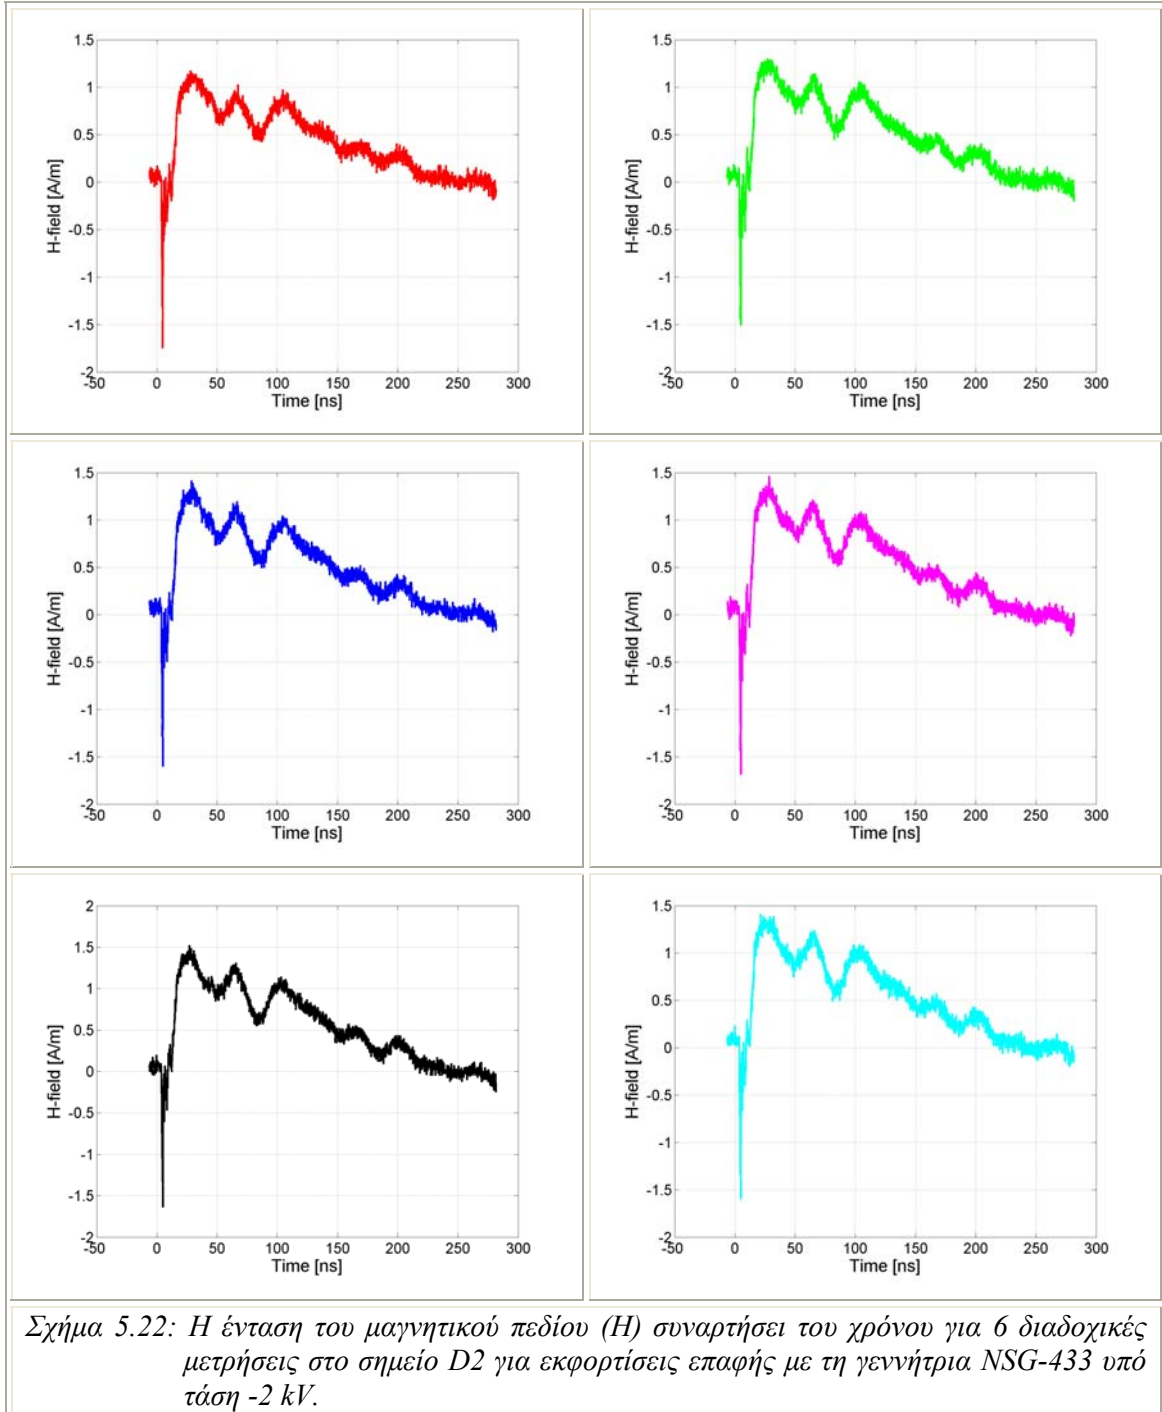 1.5
1
0.5
0
-0.5
-1
-1.5
-2
H-field [A/m]
-50 0 50 100 150 200 250 300
Time [ns]
1.5
1
0.5
0
-0.5
-1
-1.5
-2
H-field [A/m]
-50 0 50 100 150 200 250 300
Time [ns]
1.5
1
0.5
0
-0.5
-1
-1.5
-2
H-field [A/m]
-50 0 50 100 150 200 250 300
Time [ns]
1.5
1
0.5
0
-0.5
-1
-1.5
-2
H-field [A/m]
-50 0 50 100 150 200 250 300
Time [ns]
2
1.5
1
0.5
0
-0.5
-1
-1.5
-2
H-field [A/m]
-50 0 50 100 150 200 250 300
Time [ns]
1.5
1
0.5
0
-0.5
-1
-1.5
-2
H-field [A/m]
-50 0 50 100 150 200 250 300
Time [ns]
Σχήμα 5.22: Η ένταση του μαγνητικού πεδίου (H) συναρτήσει του χρόνου για 6 διαδοχικές
μετρήσεις στο σημείο D2 για εκφορτίσεις επαφής με τη γεννήτρια NSG-433 υπό
τάση -2 kV.